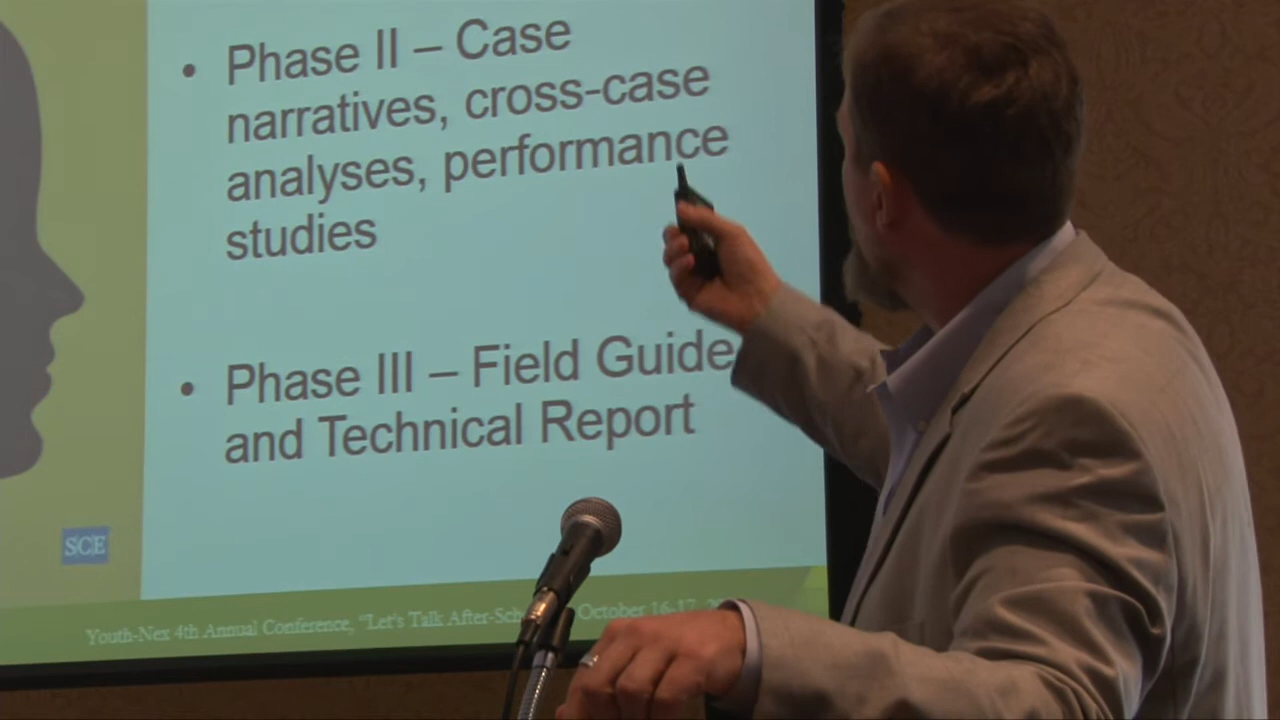 • Phase II – Case
narratives, cross-case
analyses, performance
studies
• Phase III – Field Guide
and Technical Report
SCE
Youth-Nex 4th Annual Conference, "Let's Talk After-Sch October 16-17,